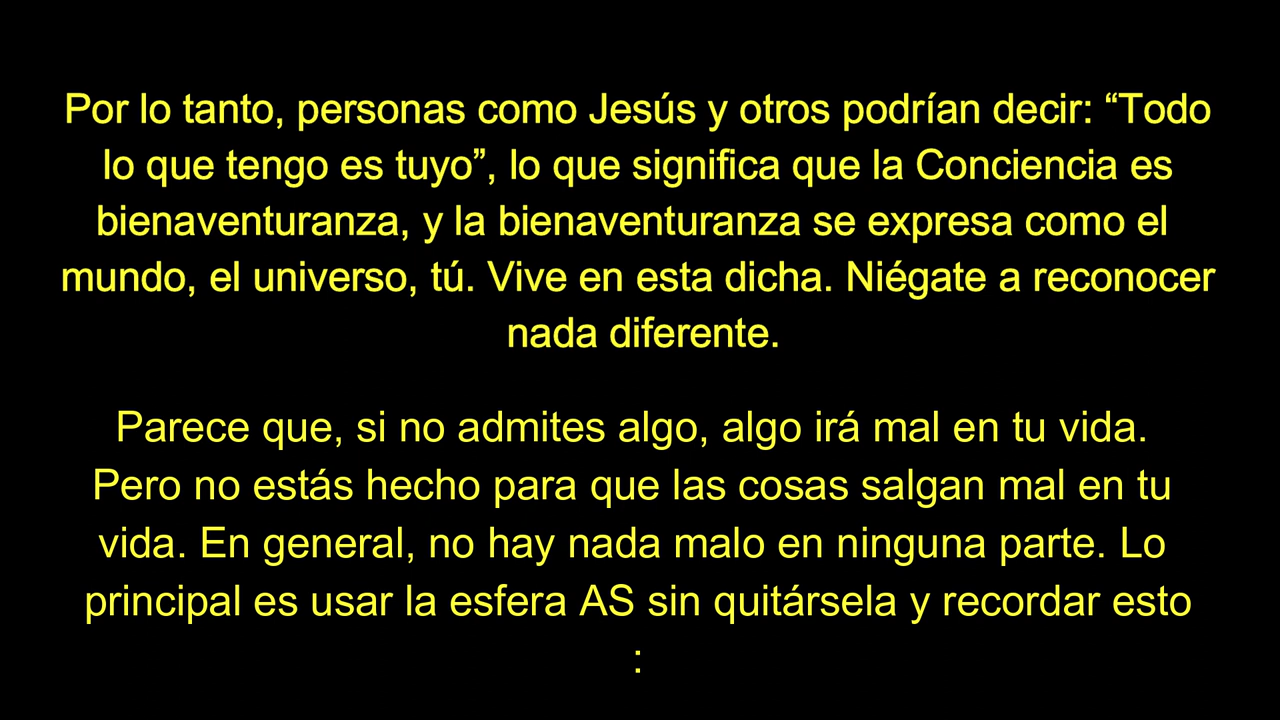 Por lo tanto, personas como Jesús y otros podrían decir: “Todo
lo que tengo es tuyo”, lo que significa que la Conciencia es
bienaventuranza, y la bienaventuranza se expresa como el
mundo, el universo, tú. Vive en esta dicha. Niégate a reconocer
nada diferente.
Parece que, si no admites algo, algo irá mal en tu vida.
Pero no estás hecho para que las cosas salgan mal en tu
vida. En general, no hay nada malo en ninguna parte. Lo
principal es usar la esfera AS sin quitársela y recordar esto
: